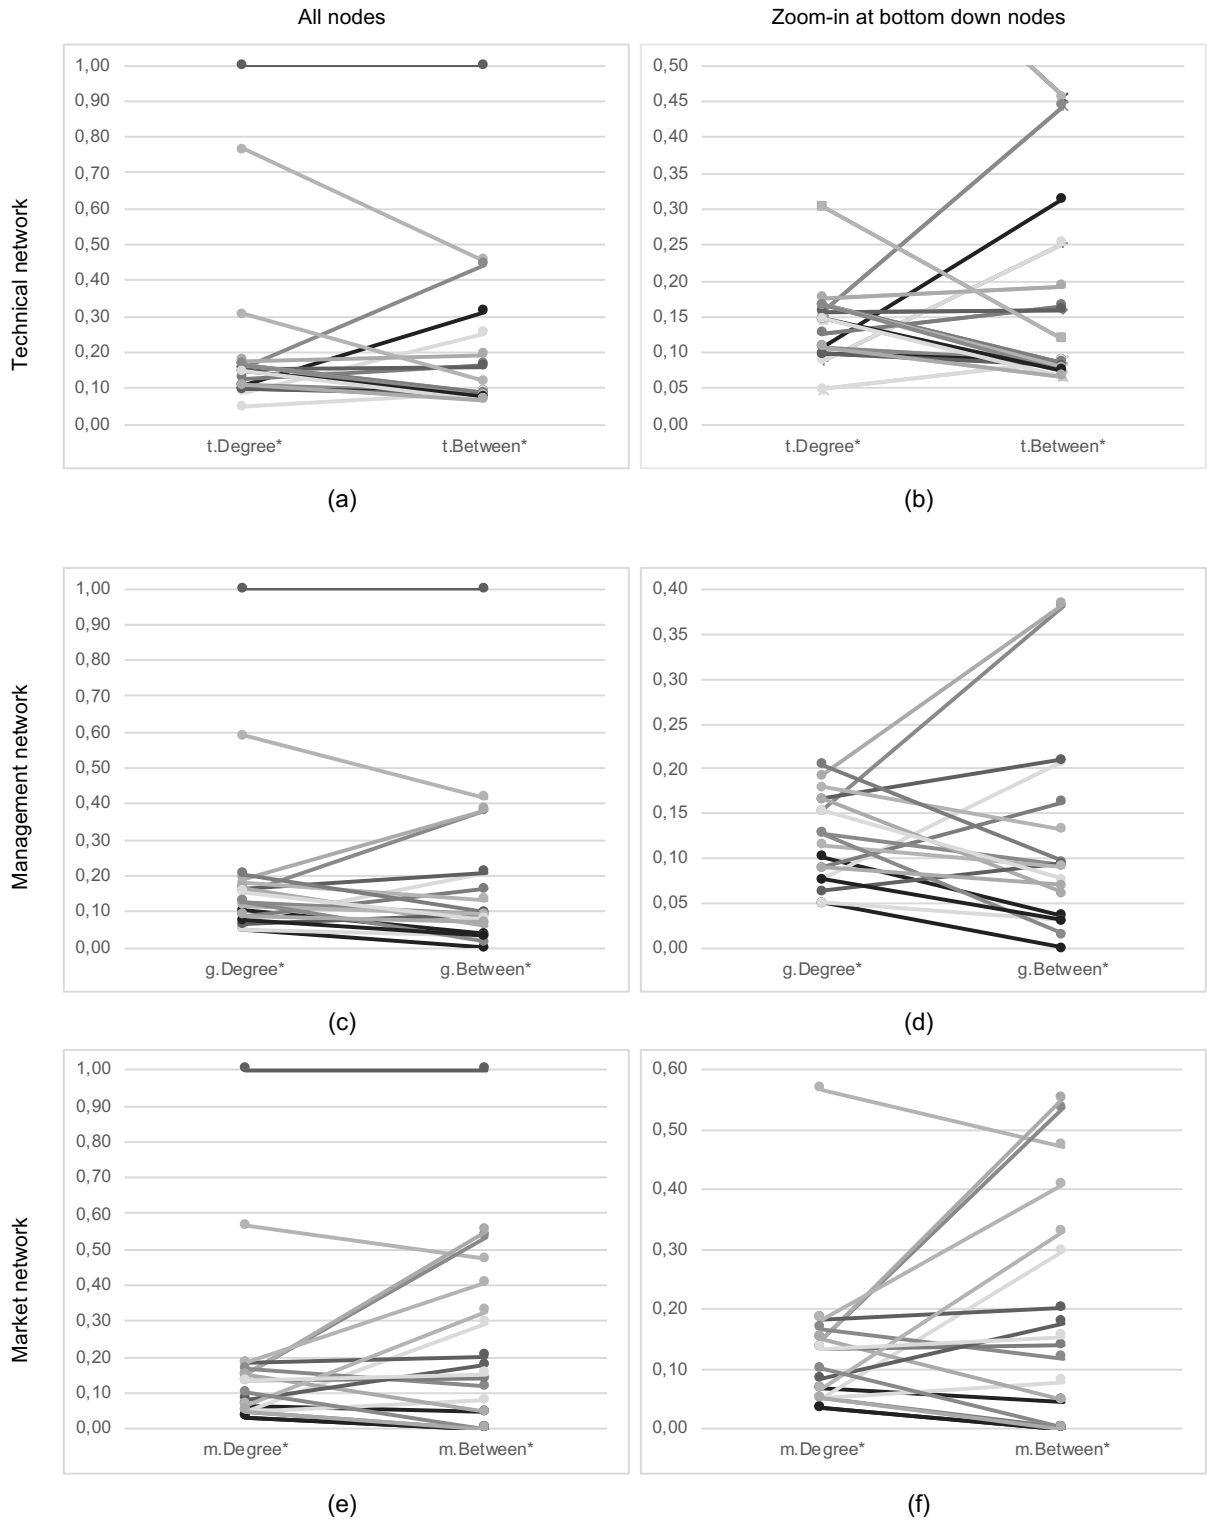 All nodes
Zoom-in at bottom down nodes
Technical network
1,00
0,90
0,80
0,70
0,60
0,50
0,40
0,30
0,20
0,10
0,00
t.Degree*
t.Between*
(a)
0,50
0,45
0,40
0,35
0,30
0,25
0,20
0,15
0,10
0,05
0,00
t.Degree*
t.Between*
(b)
Management network
1,00
0,90
0,80
0,70
0,60
0,50
0,40
0,30
0,20
0,10
0,00
g.Degree*
g.Between*
(c)
0,40
0,35
0,30
0,25
0,20
0,15
0,10
0,05
0,00
g.Degree*
g.Between*
(d)
Market network
1,00
0,90
0,80
0,70
0,60
0,50
0,40
0,30
0,20
0,10
0,00
m.Degree*
m.Between*
(e)
0,60
0,50
0,40
0,30
0,20
0,10
0,00
m.Degree*
m.Between*
(f)